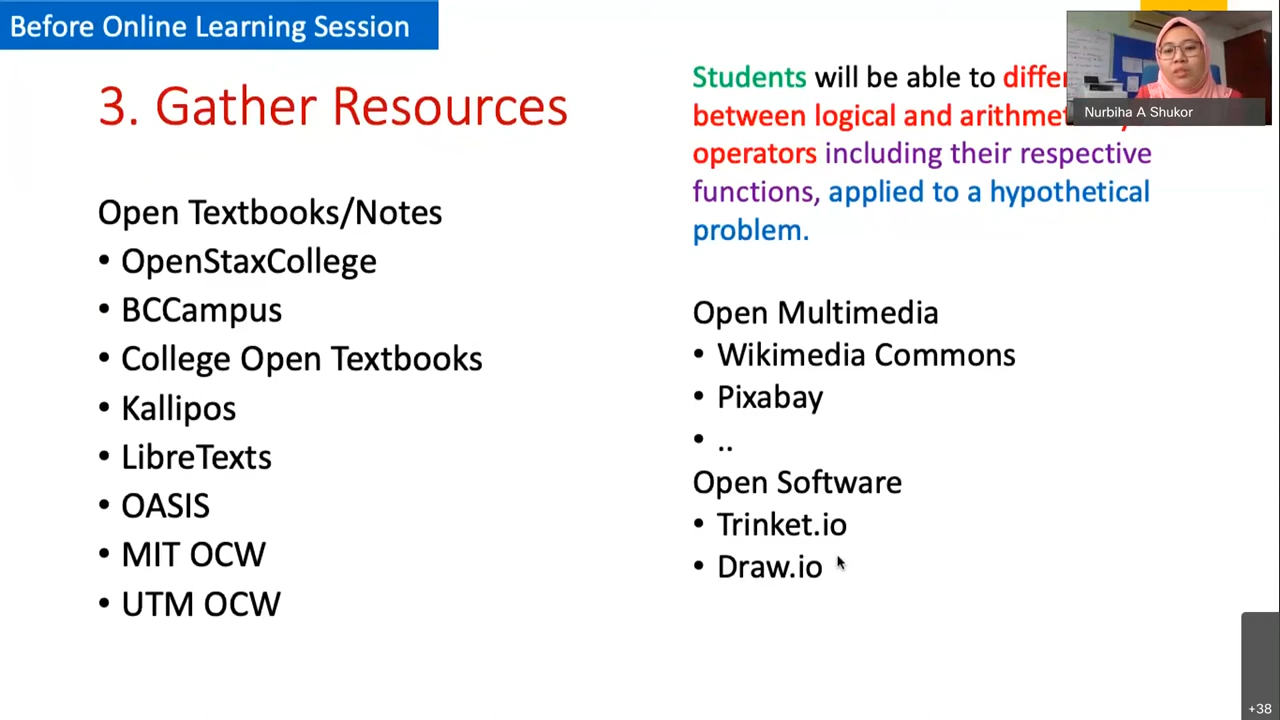 Before Online Learning Session
3. Gather Resources
Open Textbooks/Notes
• OpenStaxCollege
• BCCampus
• College Open Textbooks
• Kallipos
• LibreTexts
• OASIS
• MIT OCW
• UTM OCW
Students will be able to
between logical and
operators including their respective
functions, applied to a hypothetical
problem.
Open Multimedia
• Wikimedia Commons
• Pixabay
• ..
Open Software
• Trinket.io
• Draw.io
Nurbiha A Shukor
+38